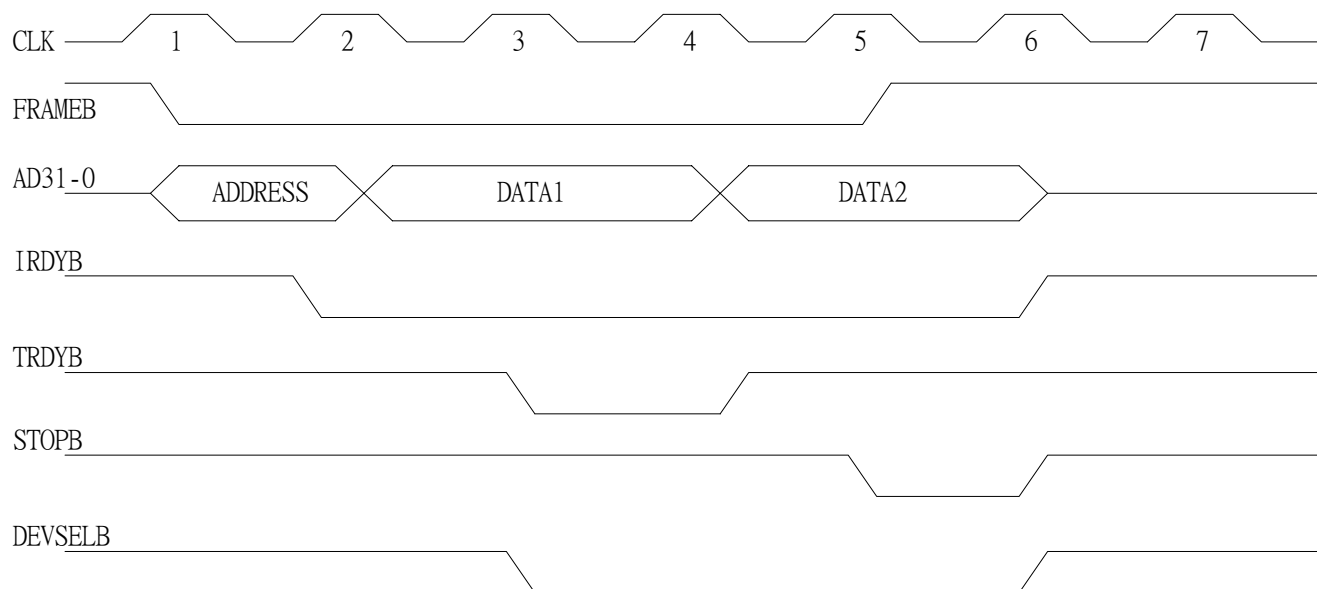 CLK 1 2 3 4 5 6 7
FRAMEB
AD31-0 ADDRESS DATA1 DATA2
IRDYB
TRDYB
STOPB
DEVSELB